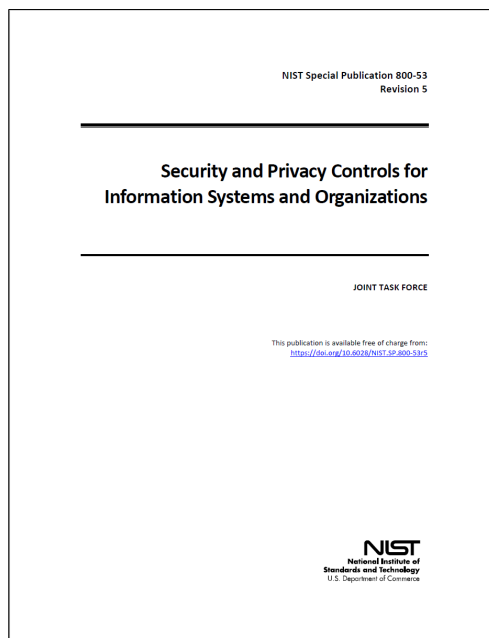 NIST Special Publication 800-53
Revision 5
Security and Privacy Controls for
Information Systems and Organizations
JOINT TASK FORCE
This publication is available free of charge from:
https://doi.org/10.6028/NIST.SP.800-53r5
NIST
National Institute of
Standards and Technology
U.S. Department of Commerce